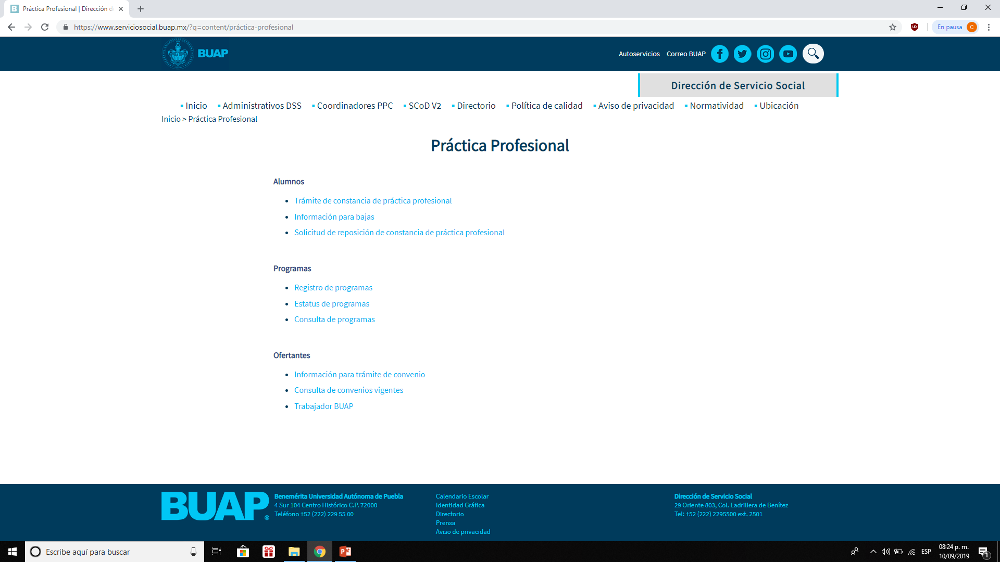 Práctica Profesional | Dirección d
https://www.serviciosocial.buap.mx/?q=content/práctica-profesional
En pausa C
BUAP
Autoservicios Correo BUAP
Dirección de Servicio Social
Inicio Administrativos DSS Coordinadores PPC SCoD V2 Directorio Política de calidad Aviso de privacidad Normatividad Ubicación
Inicio > Práctica Profesional
Práctica Profesional
Alumnos
Trámite de constancia de práctica profesional
Información para bajas
Solicitud de reposición de constancia de práctica profesional
Programas
Registro de programas
Estatus de programas
Consulta de programas
Ofertantes
Información para trámite de convenio
Consulta de convenios vigentes
Trabajador BUAP
BUAP®
Benemérita Universidad Autónoma de Puebla
4 Sur 104 Centro Histórico C.P. 72000
Teléfono +52 (222) 229 55 00
Calendario Escolar
Identidad Gráfica
Directorio
Prensa
Aviso de privacidad
Dirección de Servicio Social
29 Oriente 803, Col. Ladrillera de Benítez
Tel: +52 (222) 2295500 ext. 2501
Escribe aquí para buscar
ESP
08:24 p. m.
10/09/2019
1